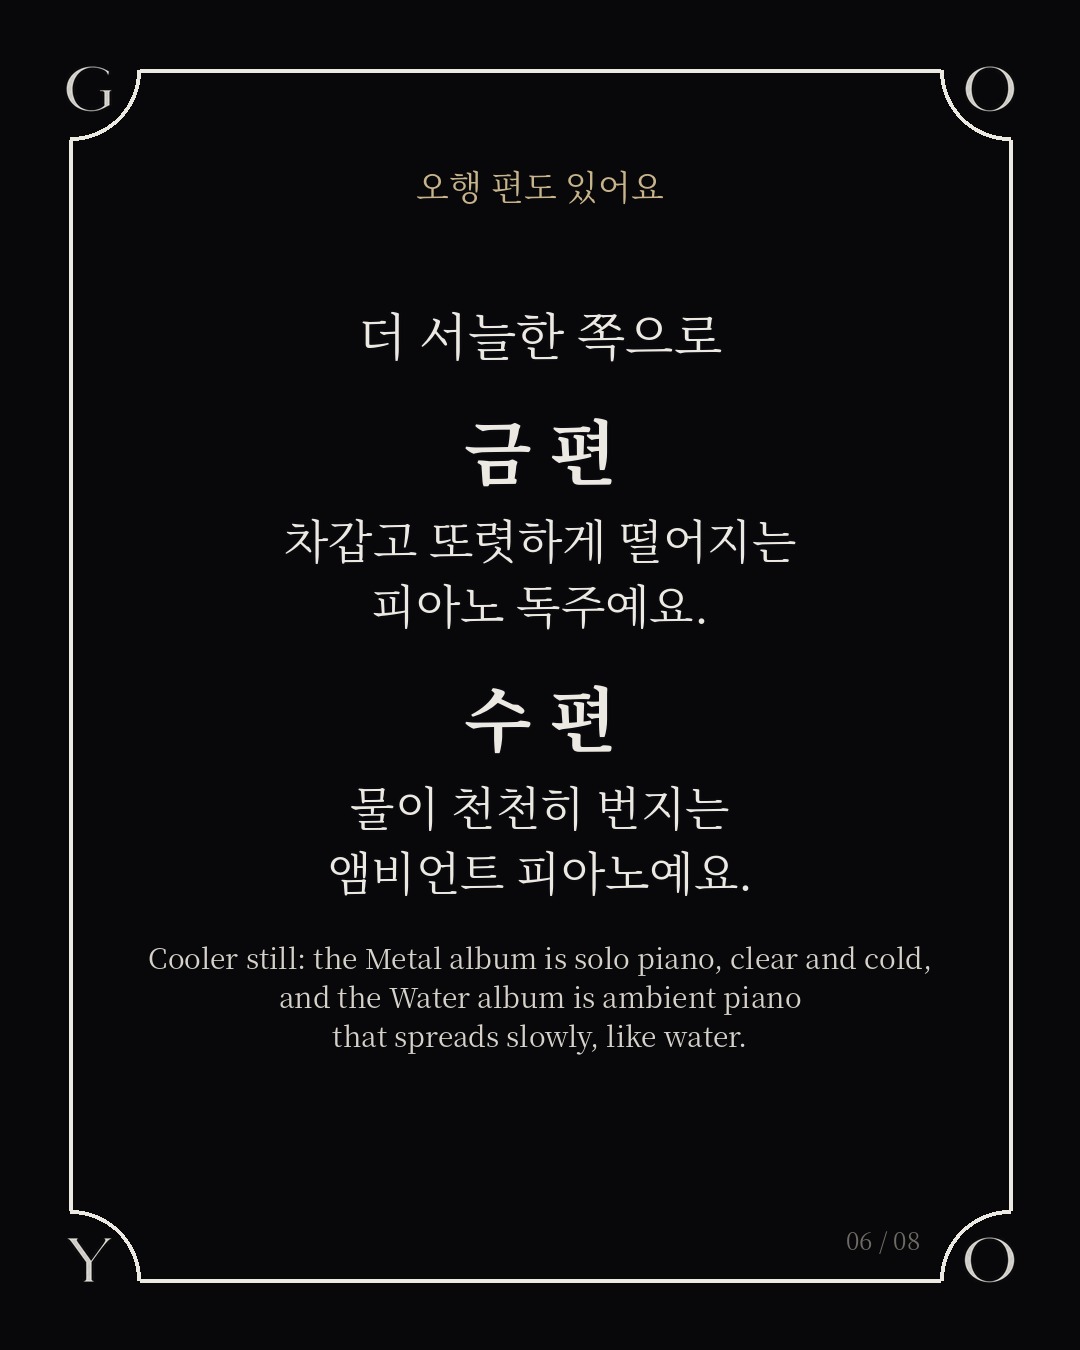 G O
오행 편도 있어요
더 서늘한 쪽으로
금 편
차갑고 또렷하게 떨어지는
피아노 독주예요.
수 편
물이 천천히 번지는
앰비언트 피아노예요.
Cooler still: the Metal album is solo piano, clear and cold,
and the Water album is ambient piano
that spreads slowly, like water.
06 / 08
Y O